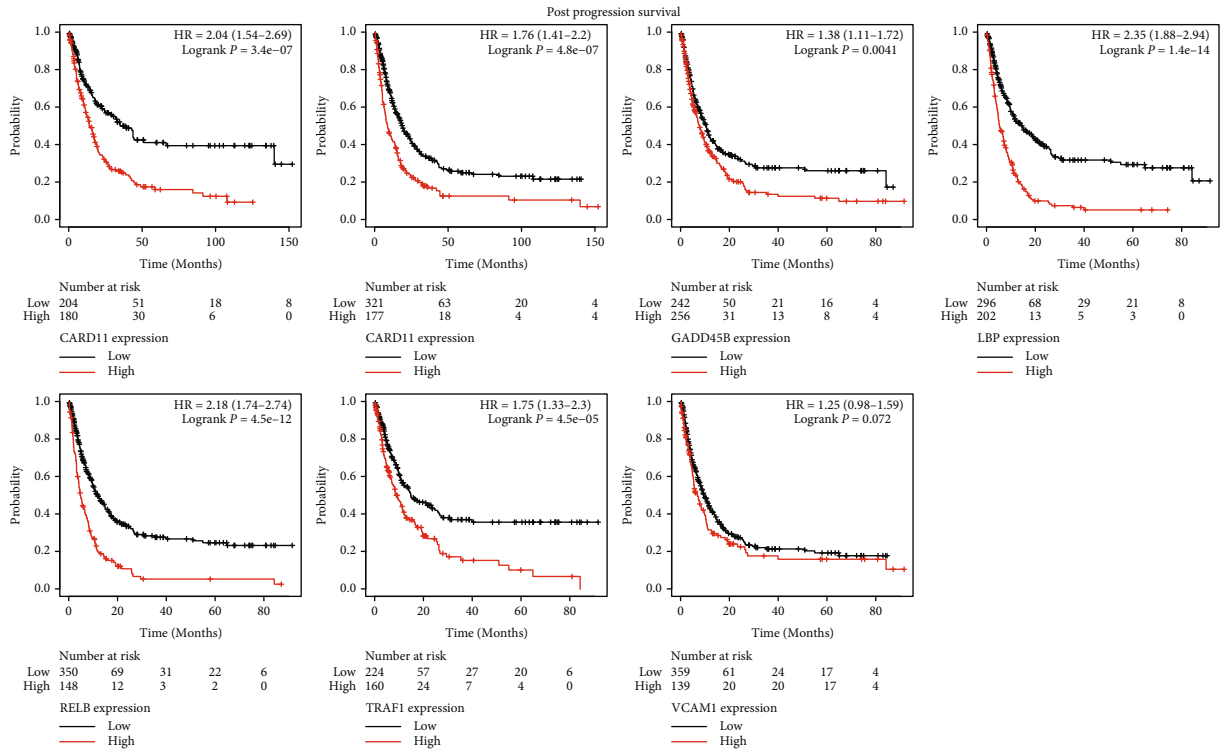 Post progression survival
HR = 2.04 (1.54–2.69)
Logrank P = 3.4e–07
1.0
0.8
0.6
0.4
0.2
0.0
Probability
0 50 100 150
Time (Months)
Number at risk
Low 204 51 18 8
High 180 30 6 0
CARD11 expression
Low
High
HR = 1.76 (1.41–2.2)
Logrank P = 4.8e–07
1.0
0.8
0.6
0.4
0.2
0.0
Probability
0 50 100 150
Time (Months)
Number at risk
Low 321 63 20 4
High 177 18 4 4
CARD11 expression
Low
High
HR = 1.38 (1.11–1.72)
Logrank P = 0.0041
1.0
0.8
0.6
0.4
0.2
0.0
Probability
0 20 40 60 80
Time (Months)
Number at risk
Low 242 50 21 16 4
High 256 31 13 8 4
GADD45B expression
Low
High
HR = 2.35 (1.88–2.94)
Logrank P = 1.4e–14
1.0
0.8
0.6
0.4
0.2
0.0
Probability
0 20 40 60 80
Time (Months)
Number at risk
Low 296 68 29 21 8
High 202 13 5 3 0
LBP expression
Low
High
HR = 2.18 (1.74–2.74)
Logrank P = 4.5e–12
1.0
0.8
0.6
0.4
0.2
0.0
Probability
0 20 40 60 80
Time (Months)
Number at risk
Low 350 69 31 22 6
High 148 12 3 2 0
RELB expression
Low
High
HR = 1.75 (1.33–2.3)
Logrank P = 4.5e–05
1.0
0.8
0.6
0.4
0.2
0.0
Probability
0 20 40 60 80
Time (Months)
Number at risk
Low 224 57 27 20 6
High 160 24 7 4 0
TRAF1 expression
Low
High
HR = 1.25 (0.98–1.59)
Logrank P = 0.072
1.0
0.8
0.6
0.4
0.2
0.0
Probability
0 20 40 60 80
Time (Months)
Number at risk
Low 359 61 24 17 4
High 139 20 20 17 4
VCAM1 expression
Low
High